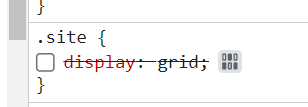 }
.site {
display: grid;
}